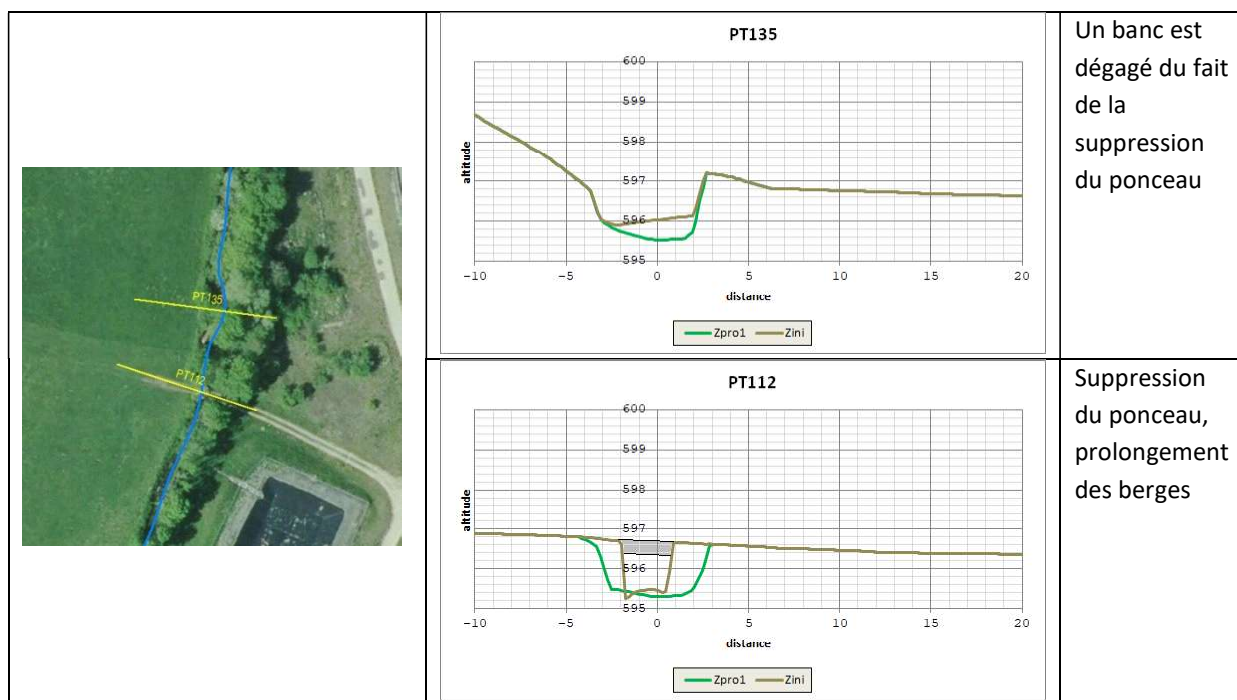 PT135
PT112
PT135
600
599
598
597
596
595
altitude
-10
-5
0
5
10
15
20
distance
Zpro1
Zini
Un banc est
dégagé du fait
de la
suppression
du ponceau
PT112
600
599
598
597
596
595
altitude
-10
-5
0
5
10
15
20
distance
Zpro1
Zini
Suppression
du ponceau,
prolongement
des berges